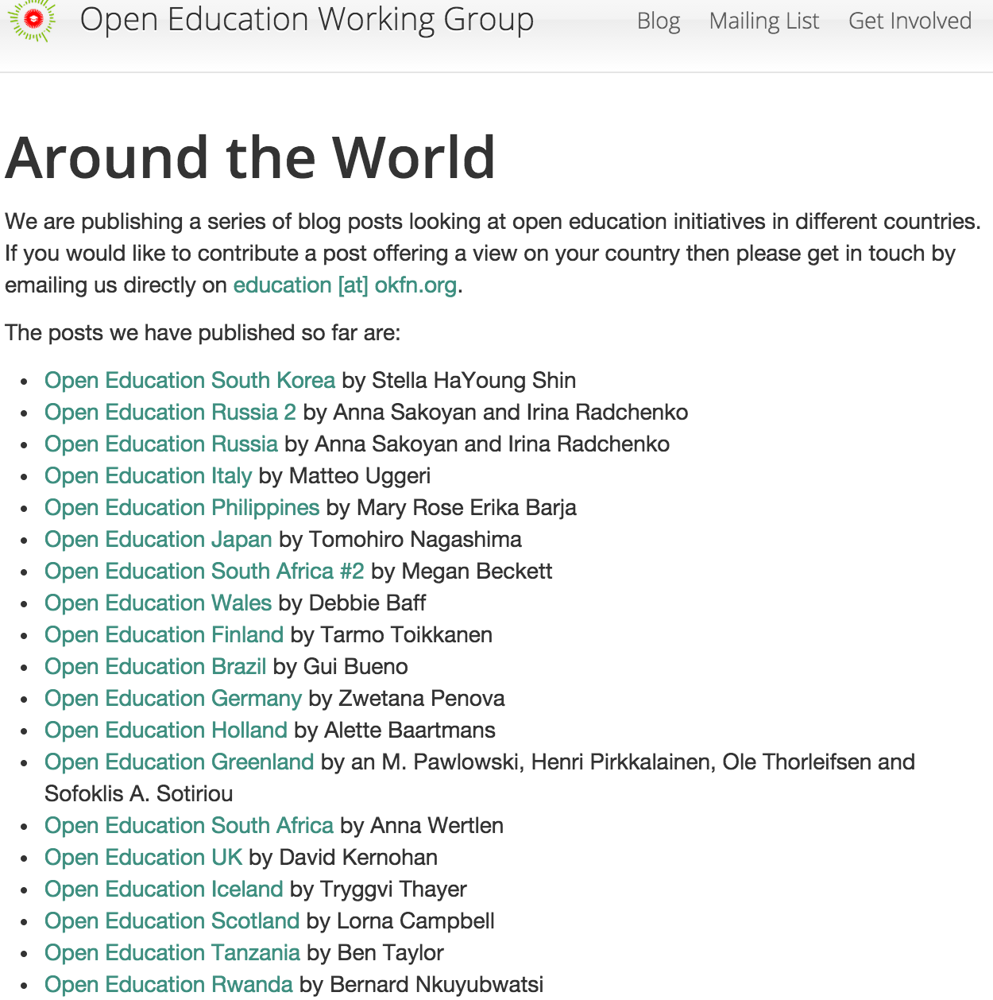 Open Education Working Group
Blog
Mailing List
Get Involved
Around the World
We are publishing a series of blog posts looking at open education initiatives in different countries.
If you would like to contribute a post offering a view on your country then please get in touch by
emailing us directly on education [at] okfn.org.
The posts we have published so far are:
• Open Education South Korea by Stella HaYoung Shin
• Open Education Russia 2 by Anna Sakoyan and Irina Radchenko
• Open Education Russia by Anna Sakoyan and Irina Radchenko
• Open Education Italy by Matteo Uggeri
• Open Education Philippines by Mary Rose Erika Barja
• Open Education Japan by Tomohiro Nagashima
• Open Education South Africa #2 by Megan Beckett
• Open Education Wales by Debbie Baff
• Open Education Finland by Tarmo Toikkanen
• Open Education Brazil by Gui Bueno
• Open Education Germany by Zwetana Penova
• Open Education Holland by Alette Baartmans
• Open Education Greenland by an M. Pawlowski, Henri Pirkkalainen, Ole Thorleifsen and
Sofoklis A. Sotiriou
• Open Education South Africa by Anna Wertlen
• Open Education UK by David Kernohan
• Open Education Iceland by Tryggvi Thayer
• Open Education Scotland by Lorna Campbell
• Open Education Tanzania by Ben Taylor
• Open Education Rwanda by Bernard Nkuyubwatsi